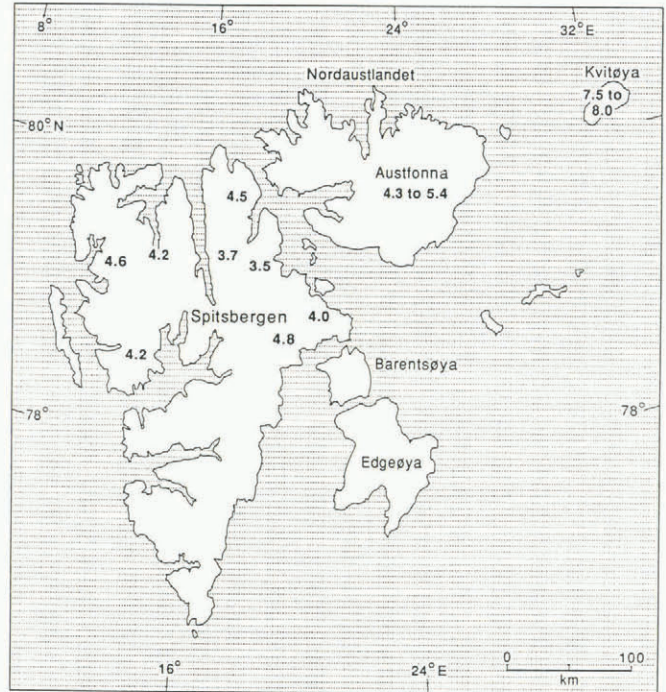 8°
16°
24°
32°E
Nordaustlandet
Kvitøya
7.5 to
8.0
80°N
Austfonna
4.3 to 5.4
4.5
4.6
4.2
3.7
3.5
Spitsbergen
4.0
4.8
4.2
Barentsøya
78°
78°
Edgeøya
16°
24°E
0
100
km